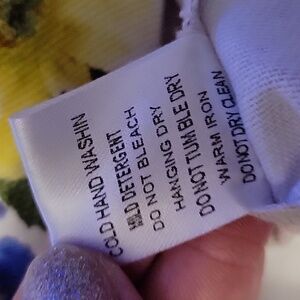 COLD HAND WASHIN
MILD DETERGENT
DO NOT BLEACH
HANGING DRY
DO NOT TUMBLE DRY
WARM IRON
DO NOT DRY CLEAN